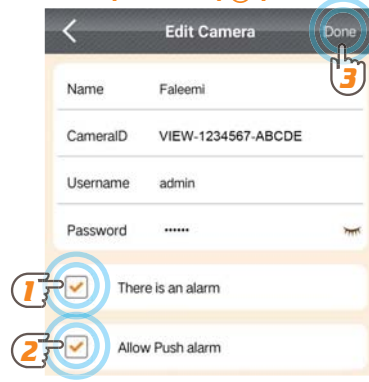 Edit Camera Done
3
Name Faleemi
CameraID VIEW-1234567-ABCDE
Username admin
Password ••••••
1 There is an alarm
2 Allow Push alarm